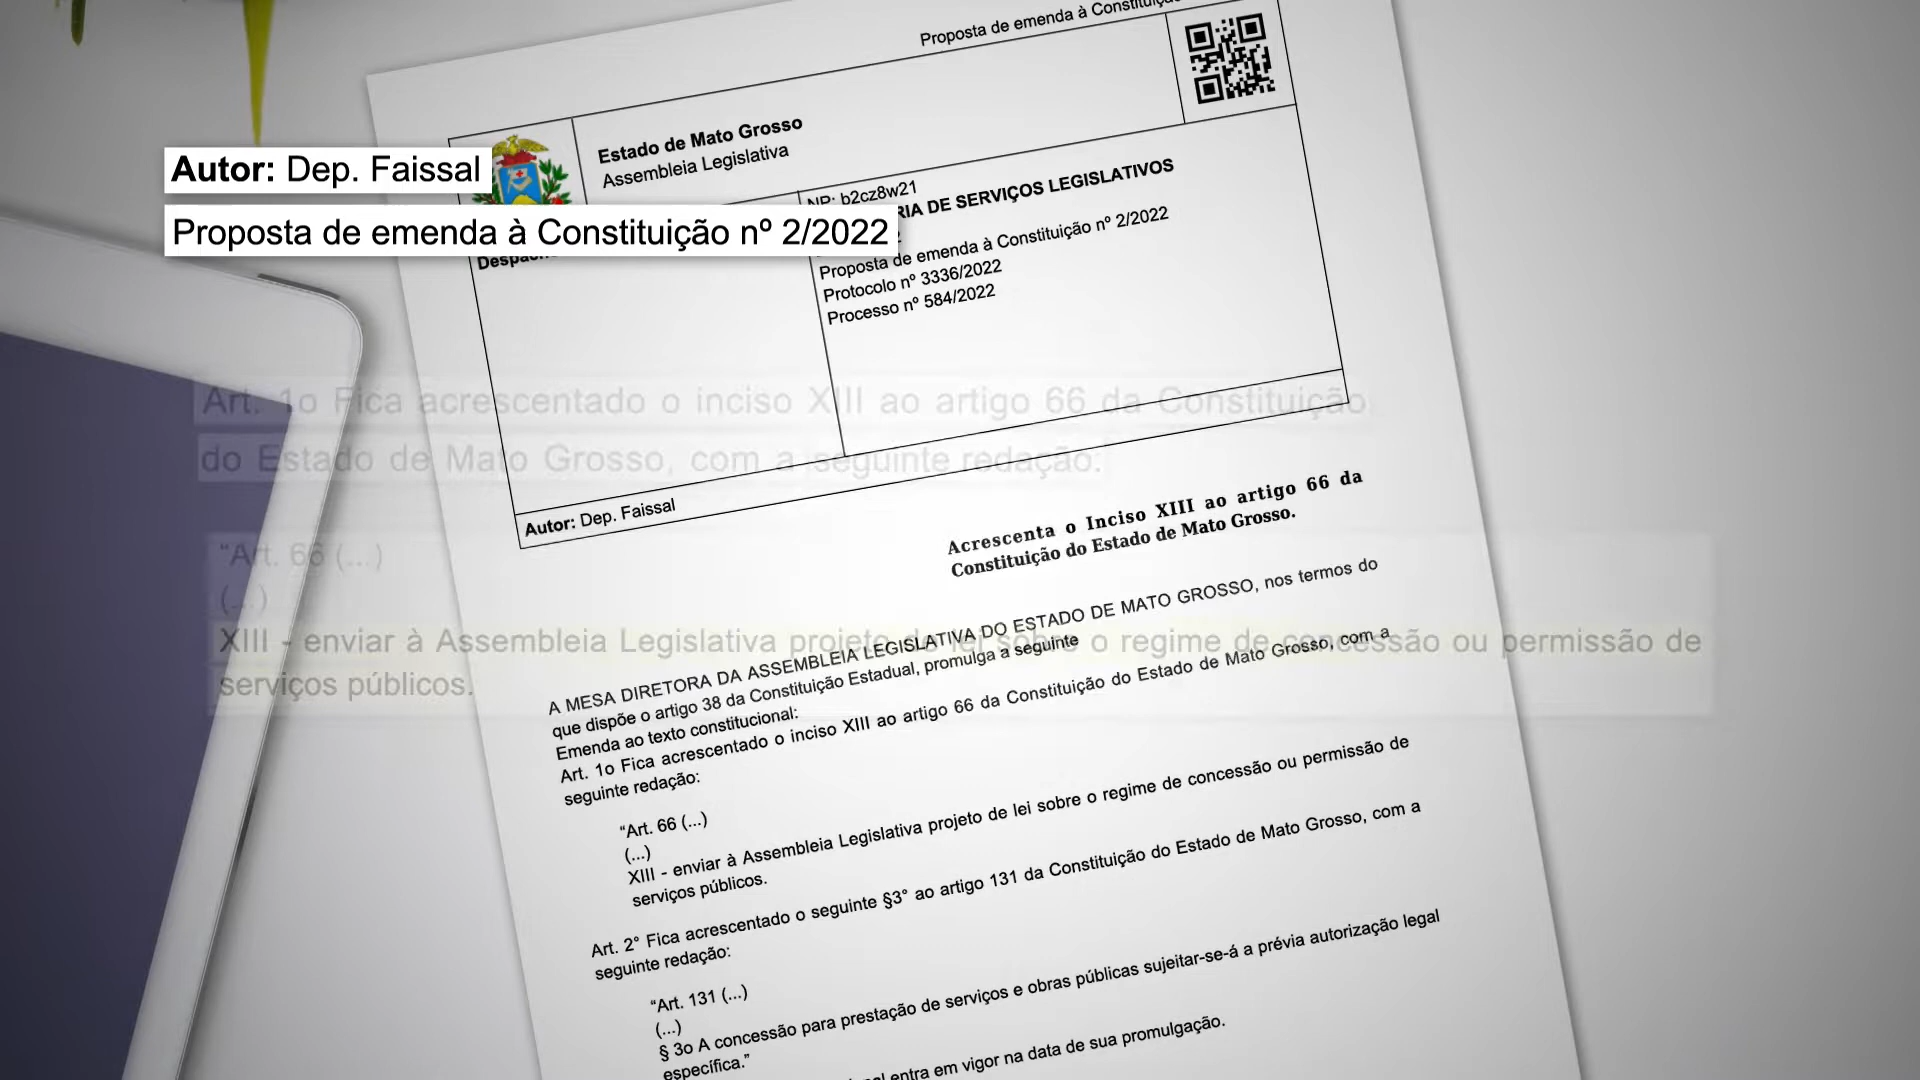 Proposta de emenda à
Estado de Mato Grosso
Assembleia Legislativa
Autor: Dep. Faissal
NP: b2cz8w21
DE SERVIÇOS LEGISLATIVOS
Proposta de emenda à Constituição nº 2/2022
Proposta de emenda à Constituição nº 2/2022
Protocolo nº 3336/2022
Processo nº 584/2022
Art. 1o Fica acrescentado o inciso XIII ao artigo 66 da Constituição
do Estado de Mato Grosso, com a seguinte redação:
Autor: Dep. Faissal
Acrescenta o Inciso XIII ao artigo 66 da
Constituição do Estado de Mato Grosso.
“Art. 66 (...)
(...)
XIII - enviar à Assembleia Legislativa projeto de lei sobre o regime de concessão ou permissão de
serviços públicos.
A MESA DIRETORA DA ASSEMBLEIA LEGISLATIVA DO ESTADO DE MATO GROSSO, nos termos do
que dispõe o artigo 38 da Constituição Estadual, promulga a seguinte
Emenda ao texto constitucional:
Art. 1o Fica acrescentado o inciso XIII ao artigo 66 da Constituição do Estado de Mato Grosso, com a
seguinte redação:
“Art. 66 (...)
(...)
XIII - enviar à Assembleia Legislativa projeto de lei sobre o regime de concessão ou permissão de
serviços públicos.
Art. 2° Fica acrescentado o seguinte §3° ao artigo 131 da Constituição do Estado de Mato Grosso, com a
seguinte redação:
“Art. 131 (...)
(...)
§ 3o A concessão para prestação de serviços e obras públicas sujeitar-se-á a prévia autorização legal
específica.”
entra em vigor na data de sua promulgação.